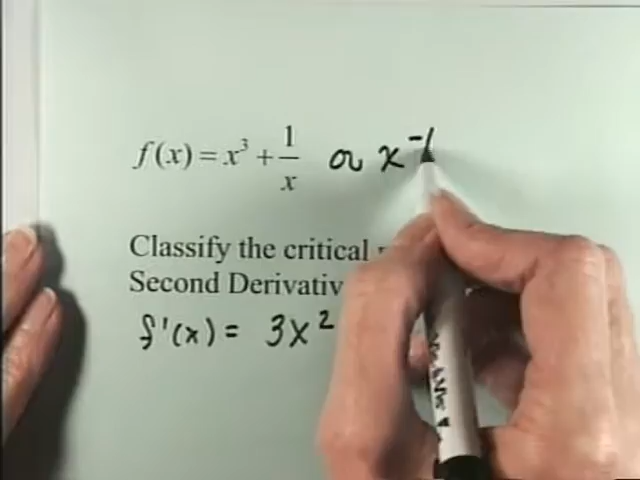 f(x) = x³ + 1/x or x⁻¹
Classify the critical
Second Derivativ
f'(x) = 3x²